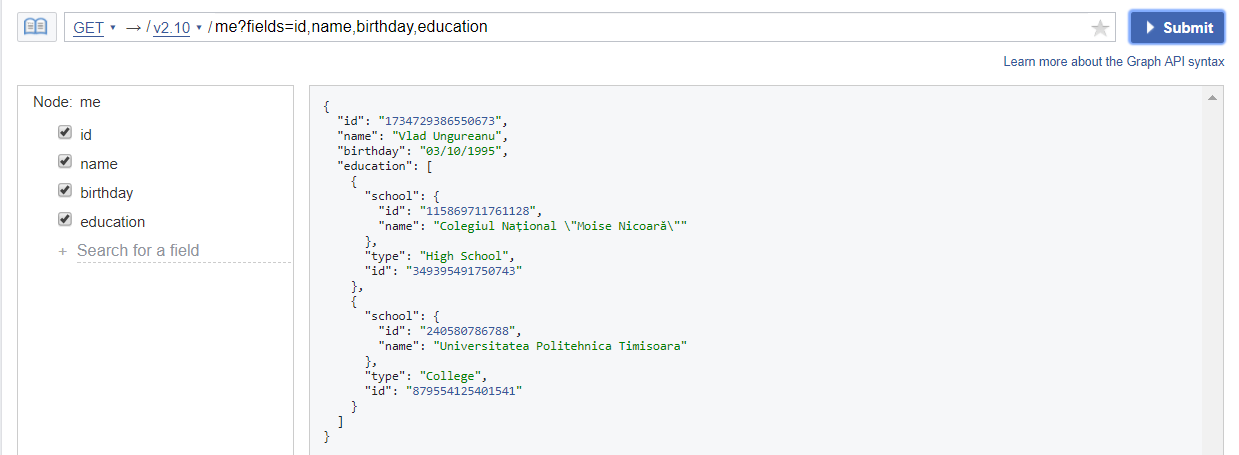 GET → / v2.10 / me?fields=id,name,birthday,education Submit
Learn more about the Graph API syntax
Node: me
id
name
birthday
education
+ Search for a field
{
  "id": "1734729386550673",
  "name": "Vlad Ungureanu",
  "birthday": "03/10/1995",
  "education": [
    {
      "school": {
        "id": "115869711761128",
        "name": "Colegiul Național \"Moise Nicoară\""
      },
      "type": "High School",
      "id": "349395491750743"
    },
    {
      "school": {
        "id": "240580786788",
        "name": "Universitatea Politehnica Timisoara"
      },
      "type": "College",
      "id": "879554125401541"
    }
  ]
}